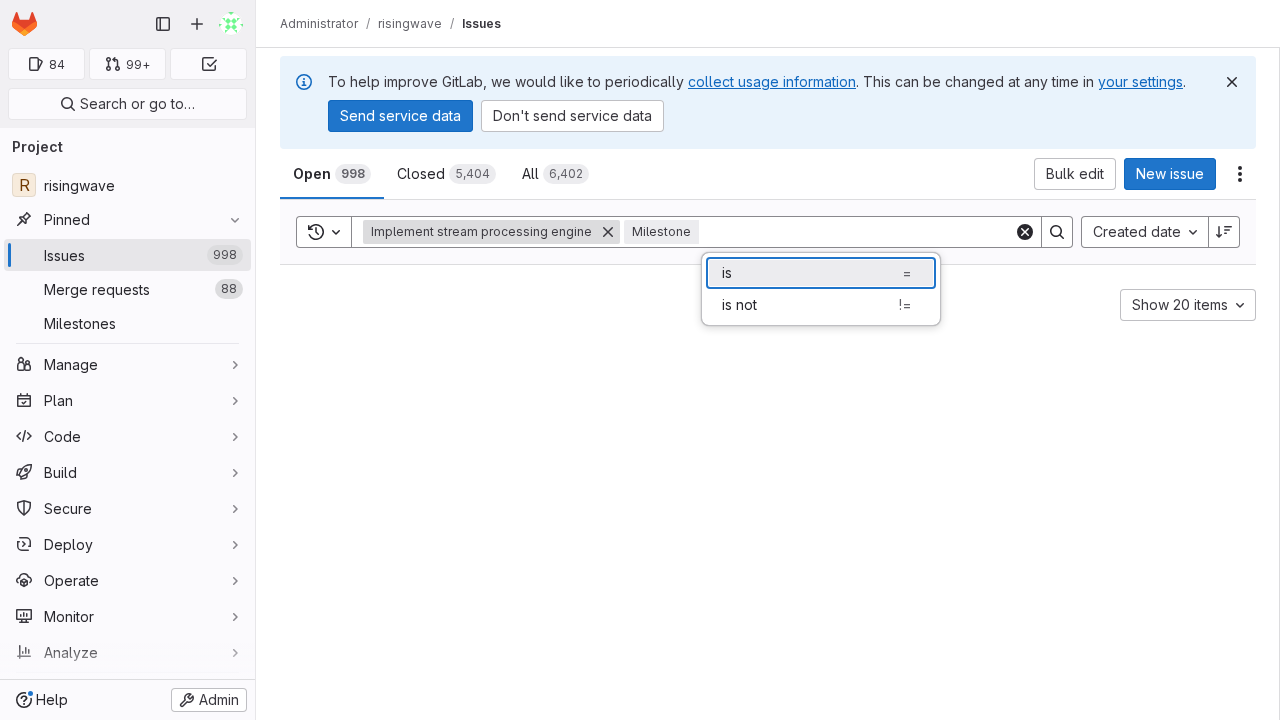 Administrator / risingwave / Issues
84
99+
Search or go to…
Project
R risingwave
Pinned
Issues 998
Merge requests 88
Milestones
Manage
Plan
Code
Build
Secure
Deploy
Operate
Monitor
Analyze
Help
Admin
To help improve GitLab, we would like to periodically collect usage information. This can be changed at any time in your settings.
Send service data
Don't send service data
Open 998
Closed 5,404
All 6,402
Bulk edit
New issue
Implement stream processing engine
Milestone
Created date
is =
is not !=
Show 20 items